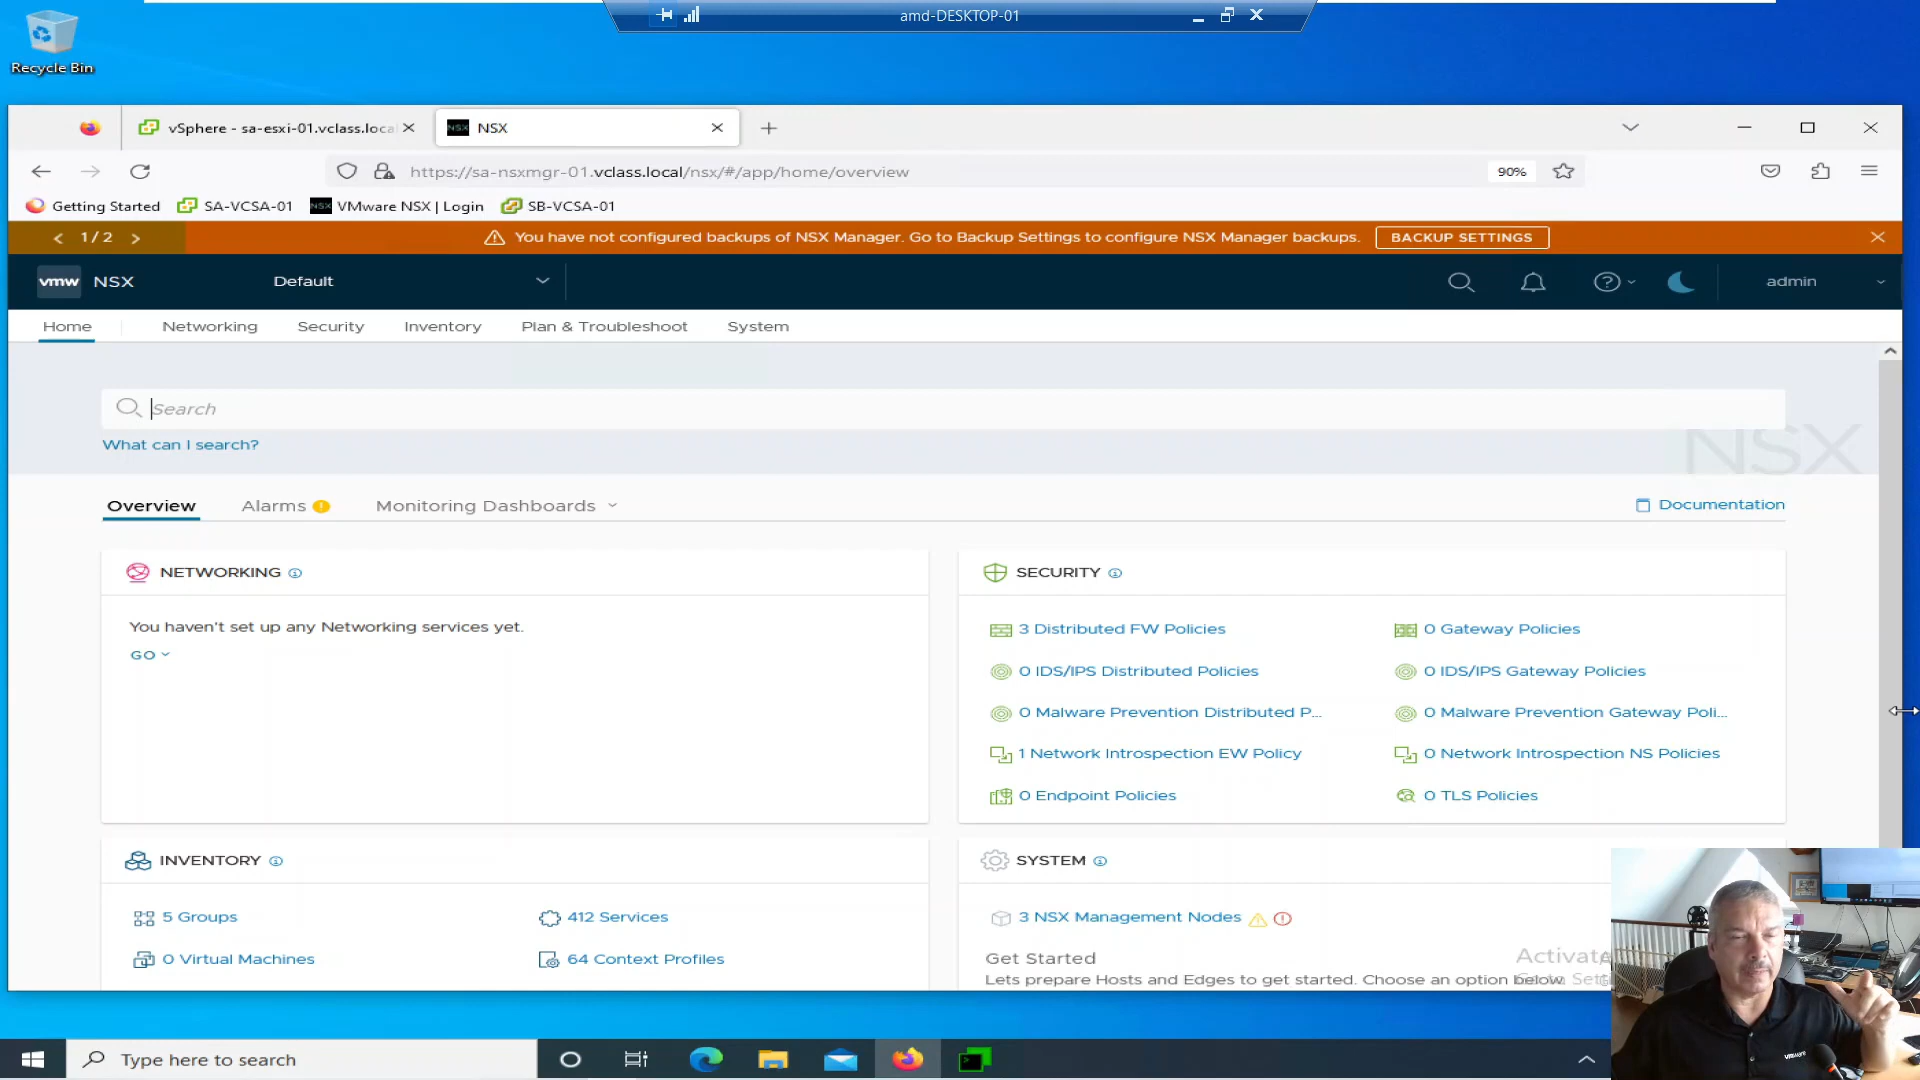 amd-DESKTOP-01
Recycle Bin
vSphere - sa-esxi-01.vclass.loca
NSX
https://sa-nsxmgr-01.vclass.local/nsx/#/app/home/overview
90%
Getting Started
SA-VCSA-01
VMware NSX | Login
SB-VCSA-01
1 / 2
You have not configured backups of NSX Manager. Go to Backup Settings to configure NSX Manager backups.
BACKUP SETTINGS
vmw NSX
Default
admin
Home
Networking
Security
Inventory
Plan & Troubleshoot
System
Search
What can I search?
NSX
Overview
Alarms
Monitoring Dashboards
Documentation
NETWORKING
You haven't set up any Networking services yet.
GO
SECURITY
3 Distributed FW Policies
0 Gateway Policies
0 IDS/IPS Distributed Policies
0 IDS/IPS Gateway Policies
0 Malware Prevention Distributed P...
0 Malware Prevention Gateway Poli...
1 Network Introspection EW Policy
0 Network Introspection NS Policies
0 Endpoint Policies
0 TLS Policies
INVENTORY
5 Groups
412 Services
0 Virtual Machines
64 Context Profiles
SYSTEM
3 NSX Management Nodes
Get Started
Lets prepare Hosts and Edges to get started. Choose an option below
Activate
Go to Sett
vmware
Type here to search